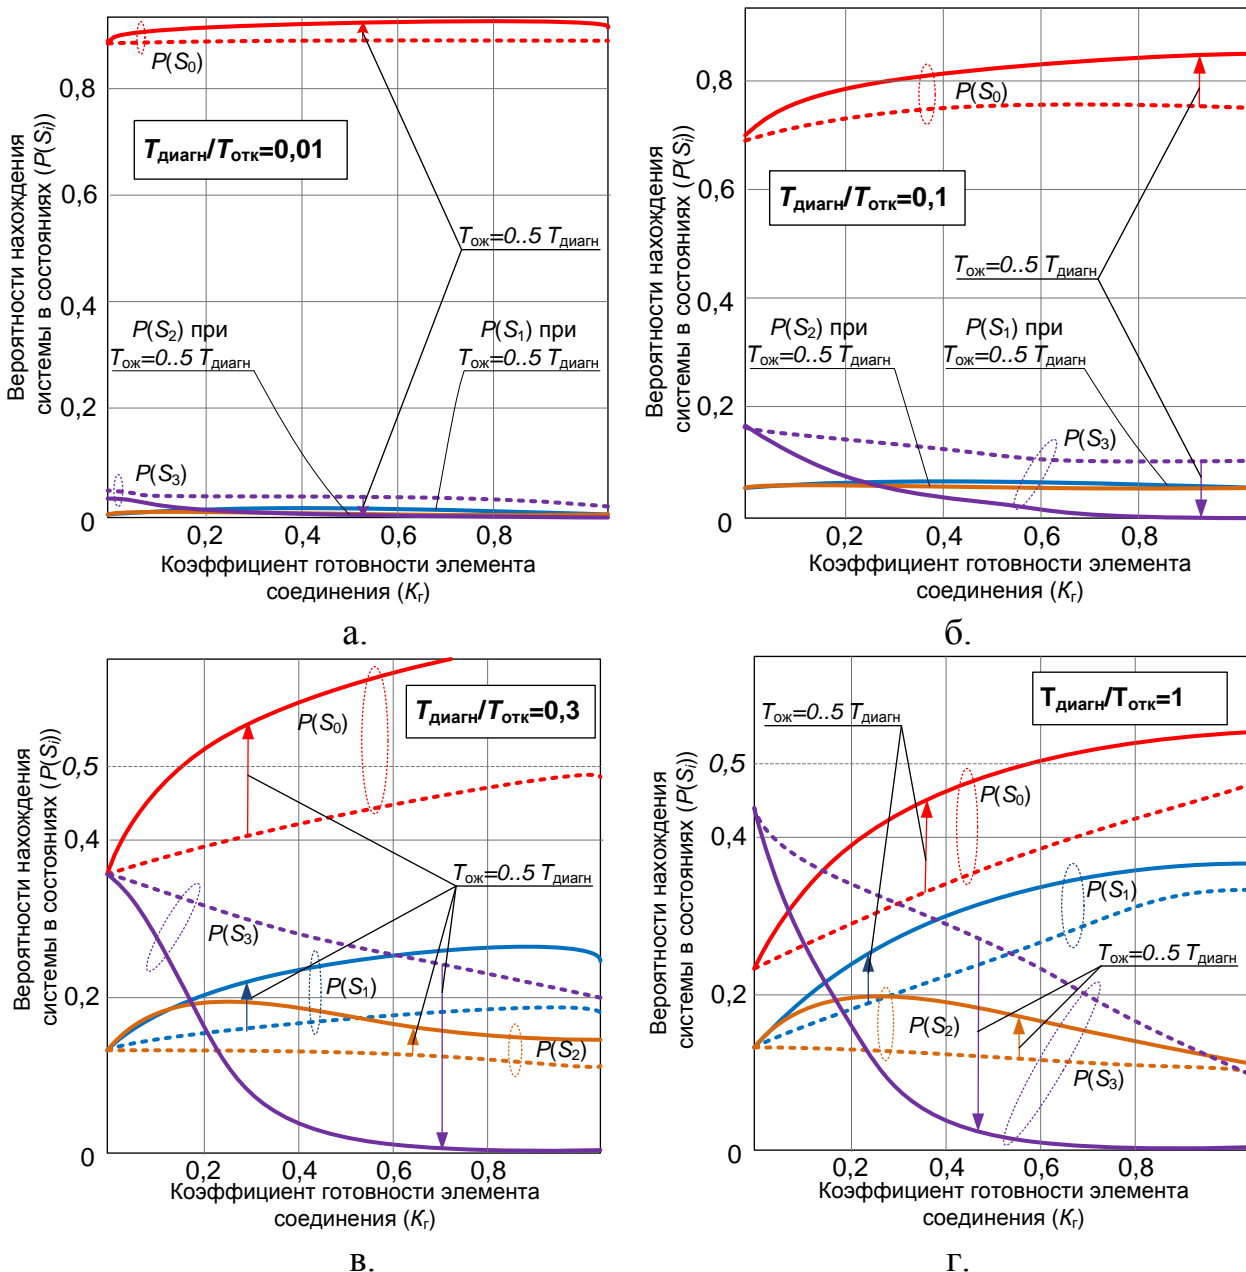 Вероятности нахождения
системы в состояниях (P(Sᵢ))
0,8
0,6
0,4
0,2
0
P(S₀)
Tдиагн/Tотк=0,01
Tож=0..5 Tдиагн
P(S₂) при
Tож=0..5 Tдиагн
P(S₁) при
Tож=0..5 Tдиагн
P(S₃)
0,2
0,4
0,6
0,8
Коэффициент готовности элемента
соединения (Kг)
а.
Вероятности нахождения
системы в состояниях (P(Sᵢ))
0,8
0,6
0,4
0,2
0
P(S₀)
Tдиагн/Tотк=0,1
Tож=0..5 Tдиагн
P(S₂) при
Tож=0..5 Tдиагн
P(S₁) при
Tож=0..5 Tдиагн
P(S₃)
0,2
0,4
0,6
0,8
Коэффициент готовности элемента
соединения (Kг)
б.
Вероятности нахождения
системы в состояниях (P(Sᵢ))
0,5
0,4
0,2
0
Tдиагн/Tотк=0,3
P(S₀)
Tож=0..5 Tдиагн
P(S₃)
P(S₁)
P(S₂)
0,2
0,4
0,6
0,8
Коэффициент готовности элемента
соединения (Kг)
в.
Вероятности нахождения
системы в состояниях (P(Sᵢ))
0,5
0,4
0,2
0
Tдиагн/Tотк=1
Tож=0..5 Tдиагн
P(S₀)
P(S₁)
Tож=0..5 Tдиагн
P(S₂)
P(S₃)
0,2
0,4
0,6
0,8
Коэффициент готовности элемента
соединения (Kг)
г.